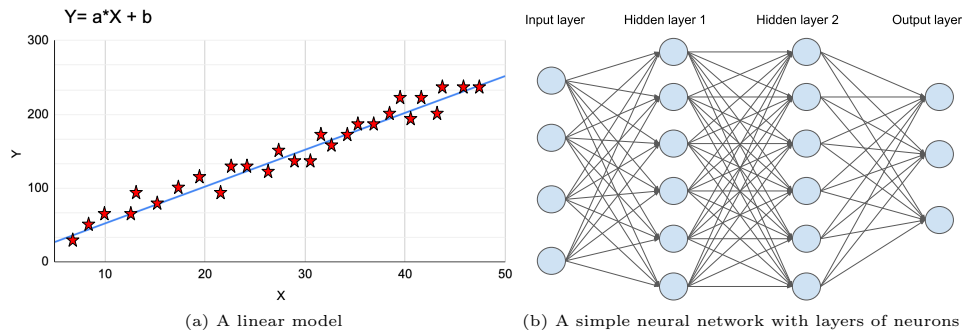 Y= a*X + b
300
200
100
0
Y
10
20
30
40
50
X
(a) A linear model
Input layer
Hidden layer 1
Hidden layer 2
Output layer
(b) A simple neural network with layers of neurons